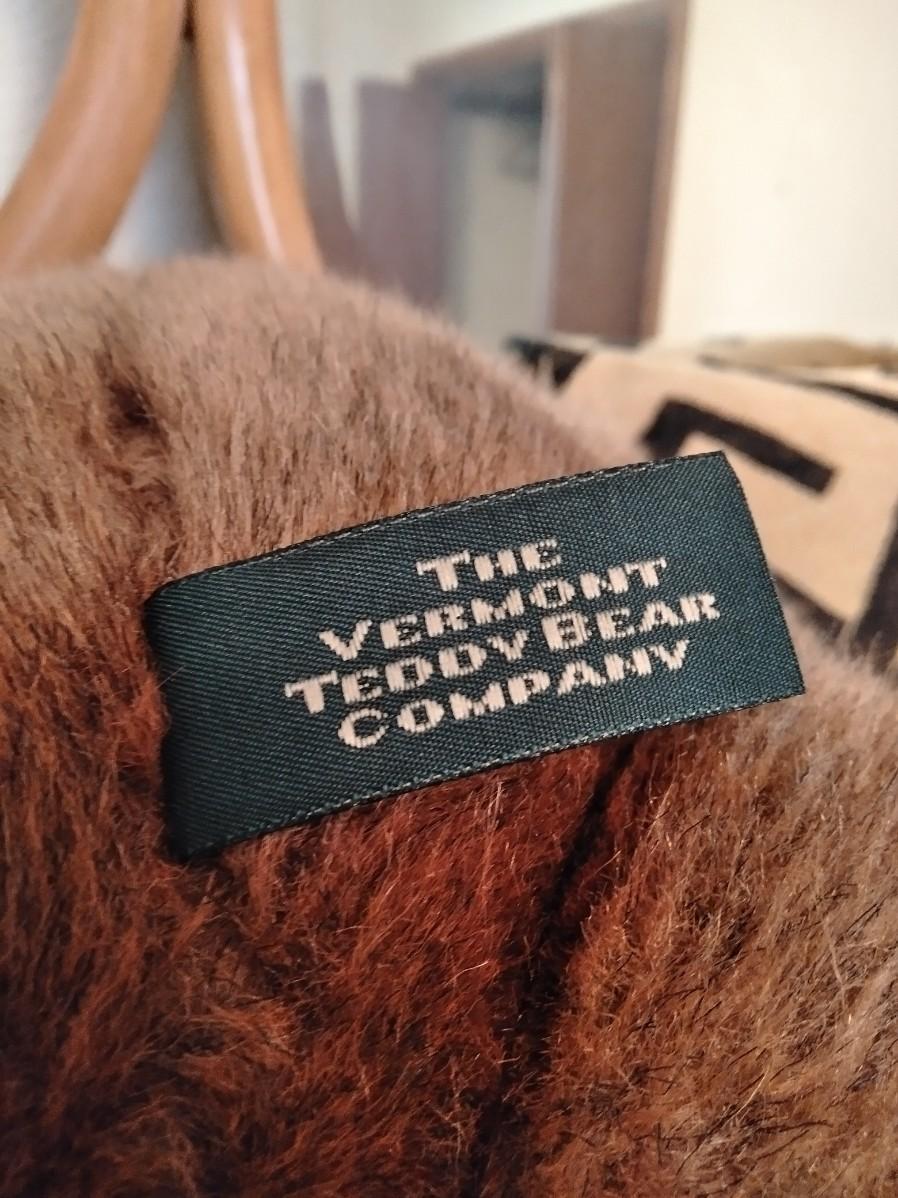 The
Vermont
Teddy Bear
Company